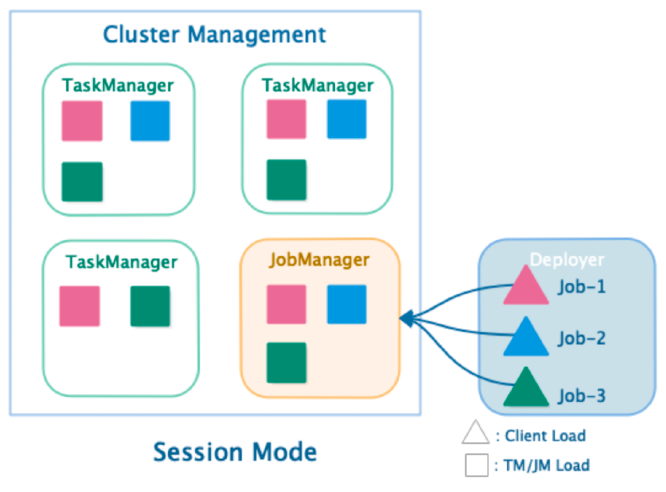 Cluster Management
TaskManager
TaskManager
TaskManager
JobManager
Deployer
Job-1
Job-2
Job-3
: Client Load
: TM/JM Load
Session Mode